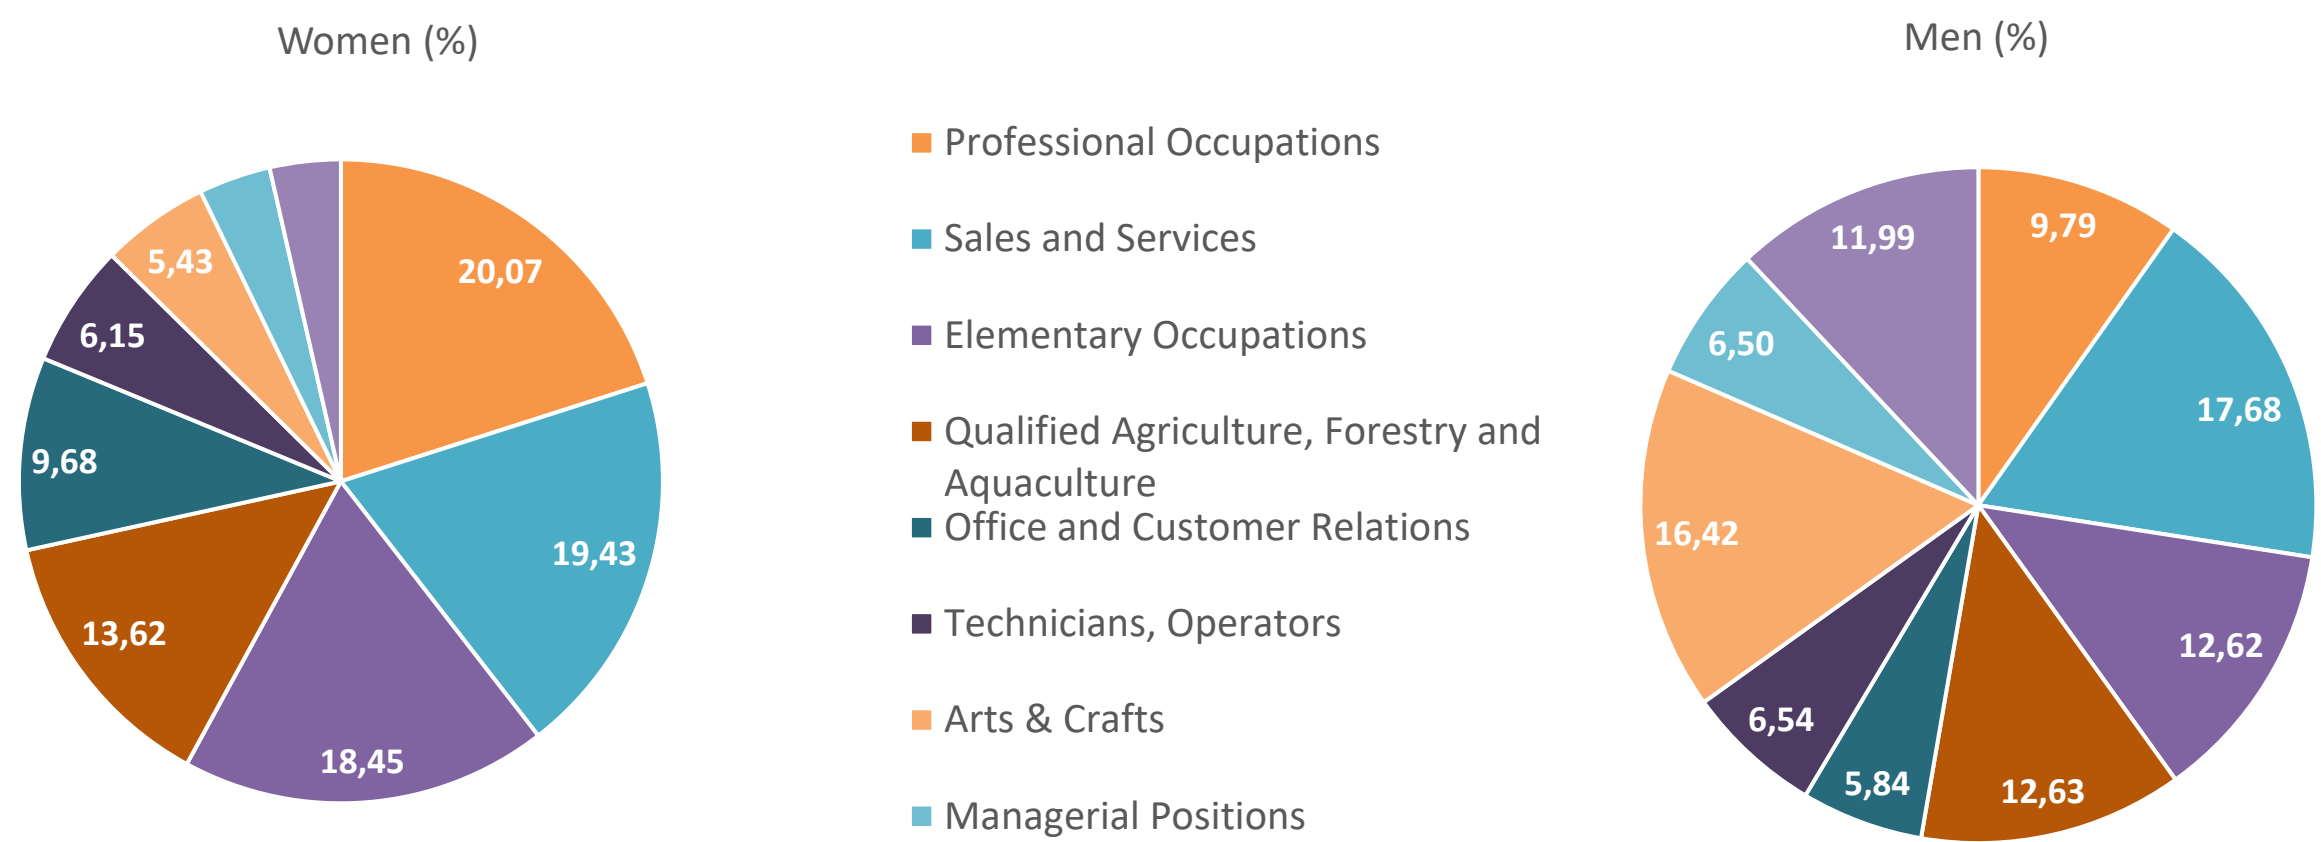 Women (%)
20,07
19,43
18,45
13,62
9,68
6,15
5,43
Professional Occupations
Sales and Services
Elementary Occupations
Qualified Agriculture, Forestry and
Aquaculture
Office and Customer Relations
Technicians, Operators
Arts & Crafts
Managerial Positions
Men (%)
9,79
17,68
12,62
12,63
5,84
6,54
16,42
6,50
11,99